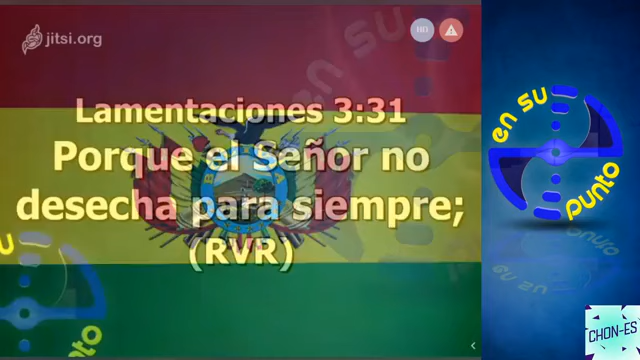 jitsi.org
Lamentaciones 3:31
Porque el Señor no
desecha para siempre;
(RVR)
en su
punto
CHON-ES